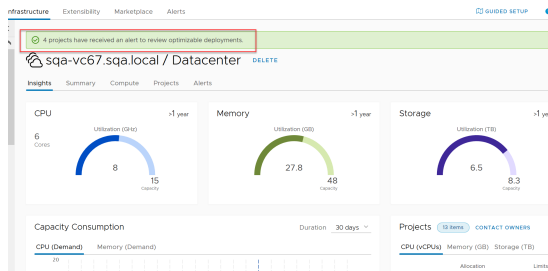 nfrastructure Extensibility Marketplace Alerts GUIDED SETUP
4 projects have received an alert to review optimizable deployments.
sqa-vc67.sqa.local / Datacenter DELETE
Insights Summary Compute Projects Alerts
CPU >1 year
Utilization (GHz)
6
Cores
8
15
Capacity
Memory >1 year
Utilization (GB)
27.8
48
Capacity
Storage >1 ye
Utilization (TB)
6.5
8.3
Capacity
Capacity Consumption Duration 30 days
CPU (Demand) Memory (Demand)
20
Projects 13 items CONTACT OWNERS
CPU (vCPUs) Memory (GB) Storage (TB)
Allocation Limits